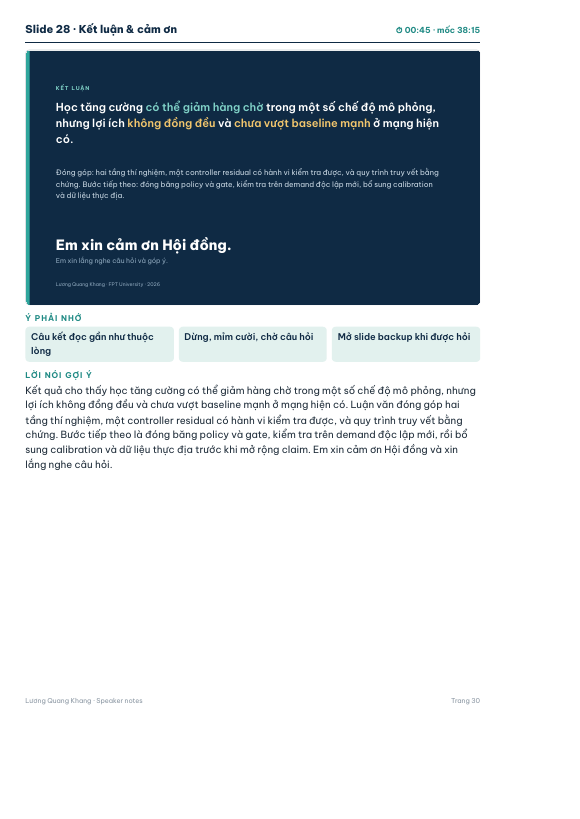 Slide 28 · Kết luận & cảm ơn
⏱ 00:45 · mốc 38:15
KẾT LUẬN
Học tăng cường có thể giảm hàng chờ trong một số chế độ mô phỏng,
nhưng lợi ích không đồng đều và chưa vượt baseline mạnh ở mạng hiện
có.
Đóng góp: hai tầng thí nghiệm, một controller residual có hành vi kiểm tra được, và quy trình truy vết bằng
chứng. Bước tiếp theo: đóng băng policy và gate, kiểm tra trên demand độc lập mới, bổ sung calibration
và dữ liệu thực địa.
Em xin cảm ơn Hội đồng.
Em xin lắng nghe câu hỏi và góp ý.
Lương Quang Khang · FPT University · 2026
Ý PHẢI NHỚ
Câu kết đọc gần như thuộc
lòng
Dừng, mỉm cười, chờ câu hỏi
Mở slide backup khi được hỏi
LỜI NÓI GỢI Ý
Kết quả cho thấy học tăng cường có thể giảm hàng chờ trong một số chế độ mô phỏng, nhưng
lợi ích không đồng đều và chưa vượt baseline mạnh ở mạng hiện có. Luận văn đóng góp hai
tầng thí nghiệm, một controller residual có hành vi kiểm tra được, và quy trình truy vết bằng
chứng. Bước tiếp theo là đóng băng policy và gate, kiểm tra trên demand độc lập mới, rồi bổ
sung calibration và dữ liệu thực địa trước khi mở rộng claim. Em xin cảm ơn Hội đồng và xin
lắng nghe câu hỏi.
Lương Quang Khang · Speaker notes
Trang 30